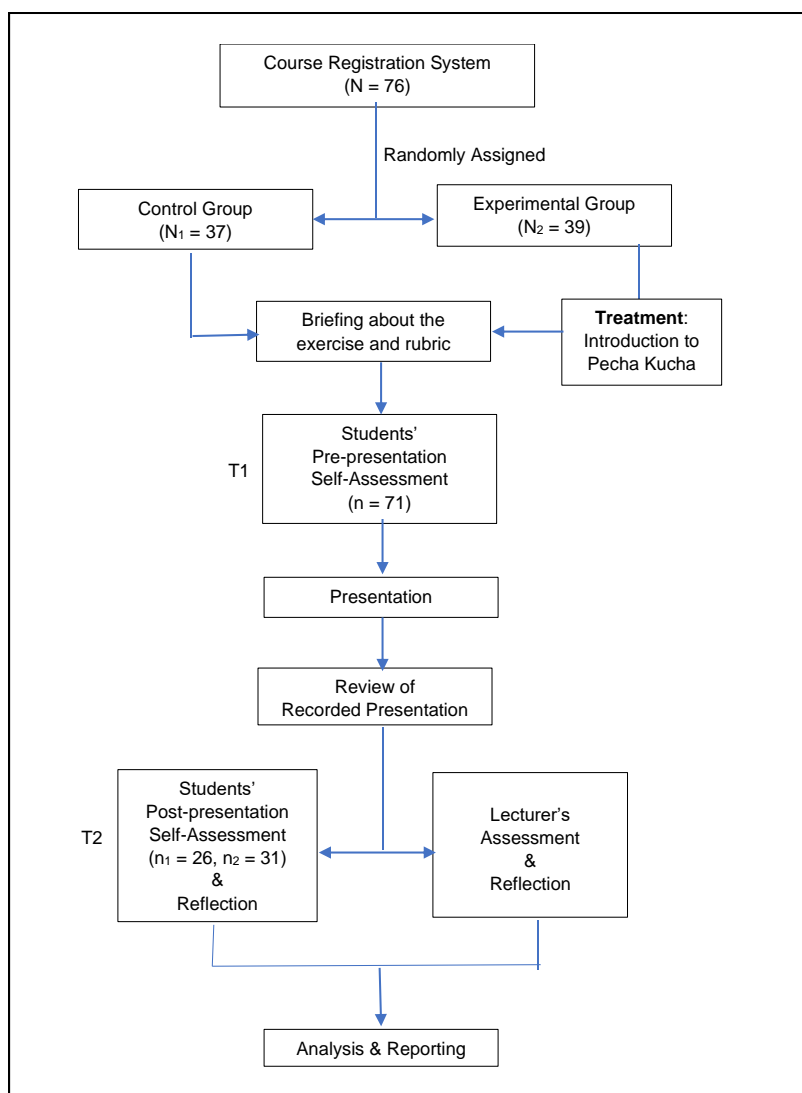 Course Registration System
(N = 76)
Randomly Assigned
Control Group
(N₁ = 37)
Experimental Group
(N₂ = 39)
Briefing about the
exercise and rubric
Treatment:
Introduction to
Pecha Kucha
Students’
Pre-presentation
Self-Assessment
(n = 71)
T1
Presentation
Review of
Recorded Presentation
Students’
Post-presentation
Self-Assessment
(n₁ = 26, n₂ = 31)
&
Reflection
T2
Lecturer’s
Assessment
&
Reflection
Analysis & Reporting